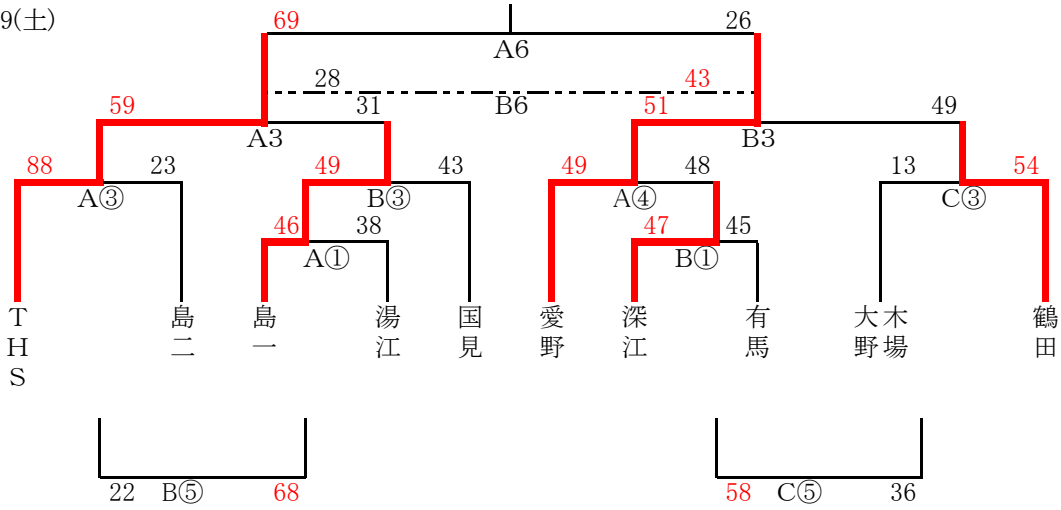 9(土)
69 26
A6
28 43
B6
59 31 51 49
A3 B3
88 23 49 43 49 48 13 54
A③ B③ A④ C③
46 38 47 45
A① B①
THS 島二 島一 湯江 国見 愛野 深江 有馬 大野木場 鶴田
22 B⑤ 68 58 C⑤ 36